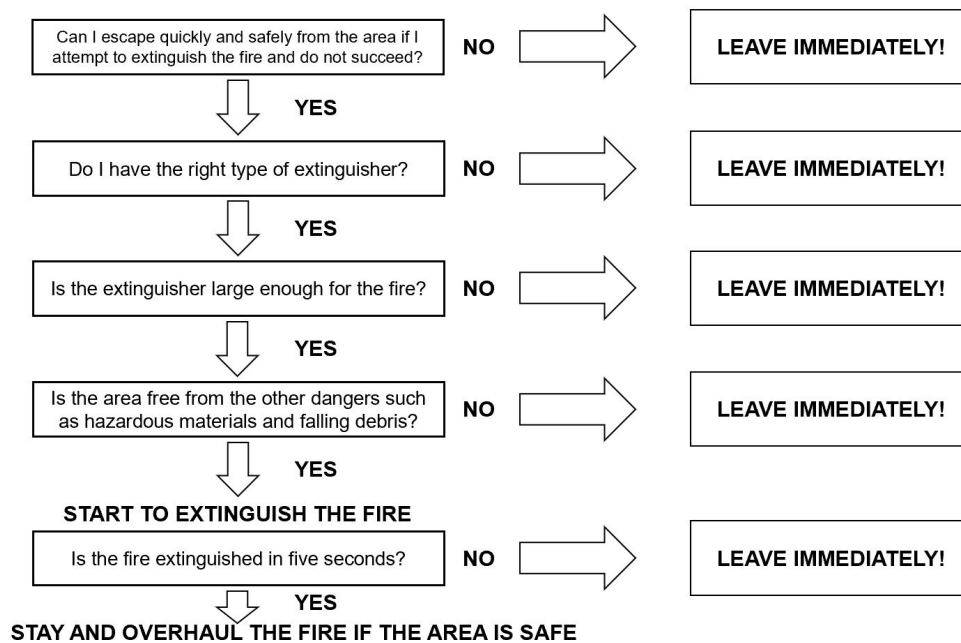 Can I escape quickly and safely from the area if I
attempt to extinguish the fire and do not succeed?
NO
LEAVE IMMEDIATELY!
YES
Do I have the right type of extinguisher?
NO
LEAVE IMMEDIATELY!
YES
Is the extinguisher large enough for the fire?
NO
LEAVE IMMEDIATELY!
YES
Is the area free from the other dangers such
as hazardous materials and falling debris?
NO
LEAVE IMMEDIATELY!
YES
START TO EXTINGUISH THE FIRE
Is the fire extinguished in five seconds?
NO
LEAVE IMMEDIATELY!
YES
STAY AND OVERHAUL THE FIRE IF THE AREA IS SAFE